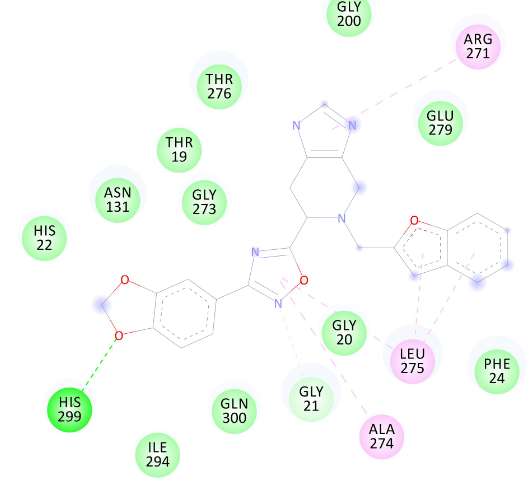 GLY
200
ARG
271
THR
276
GLU
279
N
N
THR
19
ASN
131
GLY
273
HIS
22
N
O
N
O
O
N
O
GLY
20
LEU
275
PHE
24
HIS
299
GLN
300
GLY
21
ALA
274
ILE
294